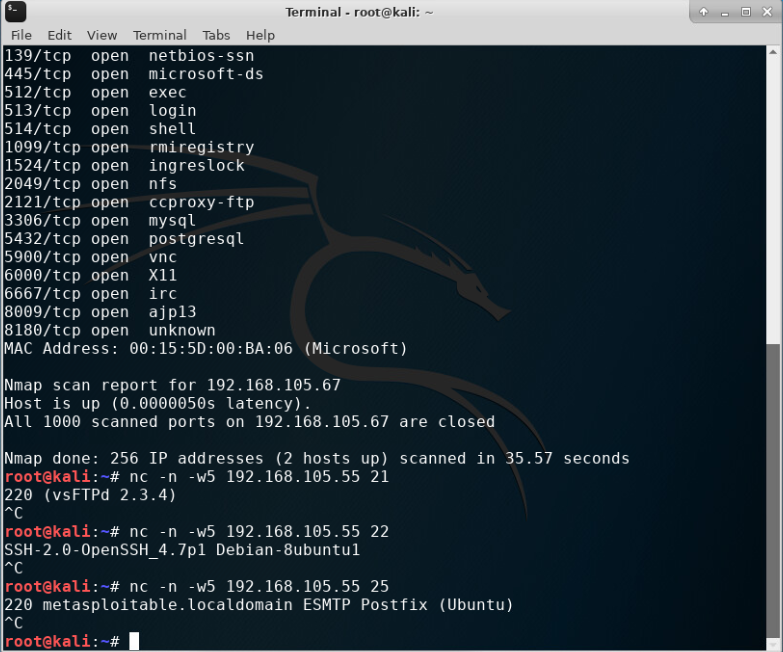 Terminal - root@kali: ~
File Edit View Terminal Tabs Help
139/tcp open netbios-ssn
445/tcp open microsoft-ds
512/tcp open exec
513/tcp open login
514/tcp open shell
1099/tcp open rmiregistry
1524/tcp open ingreslock
2049/tcp open nfs
2121/tcp open ccproxy-ftp
3306/tcp open mysql
5432/tcp open postgresql
5900/tcp open vnc
6000/tcp open X11
6667/tcp open irc
8009/tcp open ajp13
8180/tcp open unknown
MAC Address: 00:15:5D:00:BA:06 (Microsoft)
Nmap scan report for 192.168.105.67
Host is up (0.0000050s latency).
All 1000 scanned ports on 192.168.105.67 are closed
Nmap done: 256 IP addresses (2 hosts up) scanned in 35.57 seconds
root@kali:~# nc -n -w5 192.168.105.55 21
220 (vsFTPd 2.3.4)
^C
root@kali:~# nc -n -w5 192.168.105.55 22
SSH-2.0-OpenSSH_4.7p1 Debian-8ubuntu1
^C
root@kali:~# nc -n -w5 192.168.105.55 25
220 metasploitable.localdomain ESMTP Postfix (Ubuntu)
^C
root@kali:~#